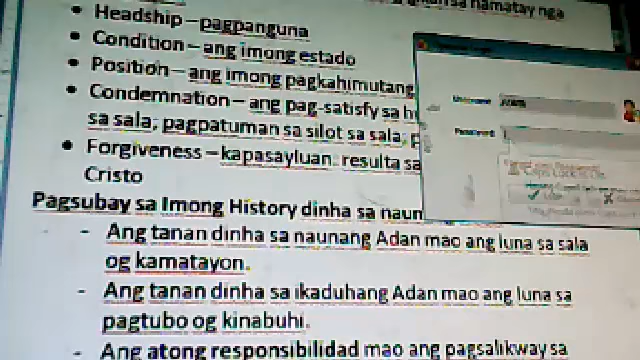 namatay nga
• Headship – pagpanguna
• Condition – ang imong estado
• Position – ang imong pagkahimutang
• Condemnation – ang pag-satisfy sa
sa sala; pagpatuman sa silot sa sala,
• Forgiveness – kapasayluan. resulta sa
Cristo
Pagsubay sa Imong History dinha sa naun
- Ang tanan dinha sa naunang Adan mao ang luna sa sala
og kamatayon.
- Ang tanan dinha sa ikaduhang Adan mao ang luna sa
pagtubo og kinabuhi.
- Ang atong responsibilidad mao ang pagsalikway sa
Username
Password